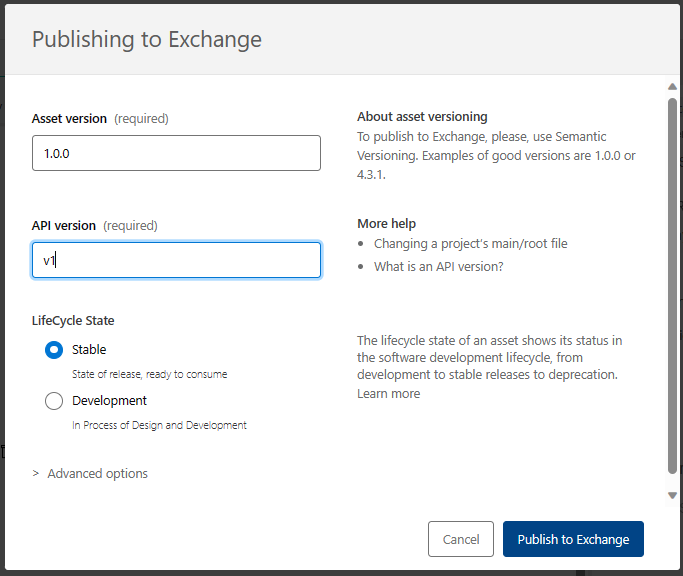 Publishing to Exchange
Asset version (required)
1.0.0
About asset versioning
To publish to Exchange, please, use Semantic
Versioning. Examples of good versions are 1.0.0 or
4.3.1.
API version (required)
v1
More help
Changing a project's main/root file
What is an API version?
LifeCycle State
Stable
State of release, ready to consume
Development
In Process of Design and Development
The lifecycle state of an asset shows its status in
the software development lifecycle, from
development to stable releases to deprecation.
Learn more
> Advanced options
Cancel
Publish to Exchange